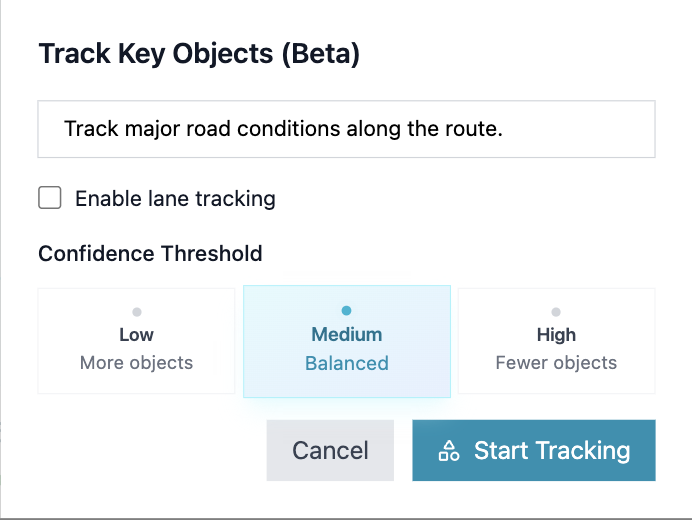 Track Key Objects (Beta)
Track major road conditions along the route.
Enable lane tracking
Confidence Threshold
Low
More objects
Medium
Balanced
High
Fewer objects
Cancel
Start Tracking